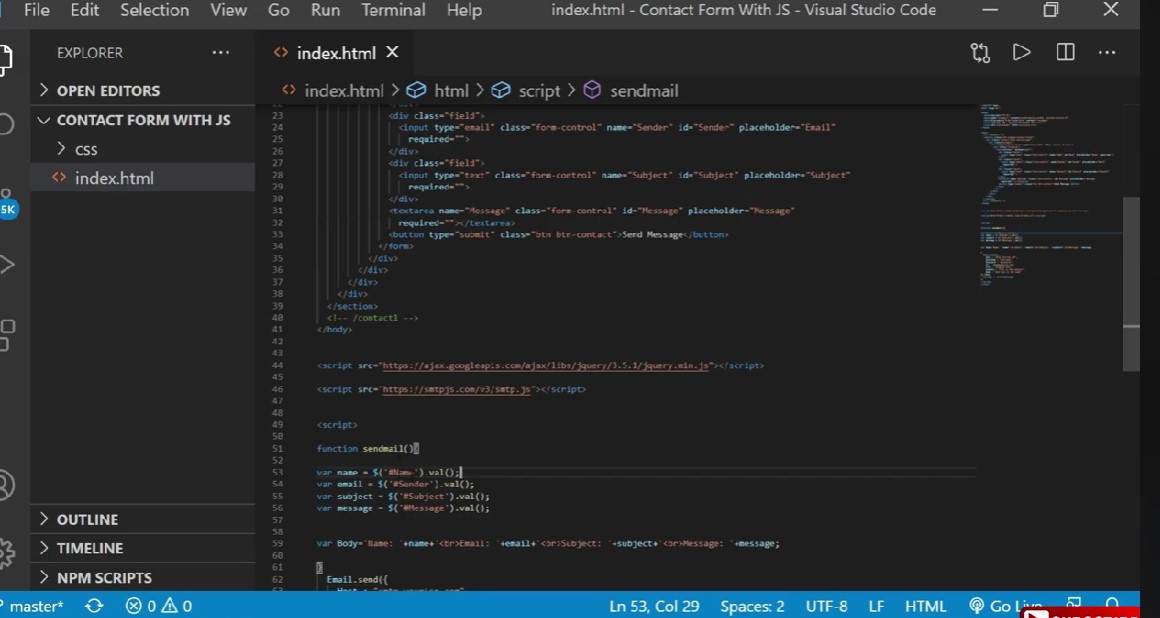 File Edit Selection View Go Run Terminal Help index.html - Contact Form With JS - Visual Studio Code
EXPLORER
index.html
OPEN EDITORS
index.html > html > script > sendmail
CONTACT FORM WITH JS
css
index.html
5K
23 <div class="field">
24 <input type="email" class="form-control" name="Sender" id="Sender" placeholder="Email"
25 required="">
26 </div>
27 <div class="field">
28 <input type="text" class="form-control" name="Subject" id="Subject" placeholder="Subject"
29 required="">
30 </div>
31 <textarea name="Message" class="form-control" id="Message" placeholder="Message"
32 required=""></textarea>
33 <button type="submit" class="btn btn-contact">Send Message</button>
34 </form>
35 </div>
36 </div>
37 </div>
38 </div>
39 </section>
40 <!-- /contact1 -->
41 </body>
42
43
44 <script src="https://ajax.googleapis.com/ajax/libs/jquery/3.5.1/jquery.min.js"></script>
45
46 <script src="https://smtpjs.com/v3/smtp.js"></script>
47
48
49 <script>
50
51 function sendmail(){
52
53 var name = $('#Name').val();
54 var email = $('#Sender').val();
55 var subject = $('#Subject').val();
56 var message = $('#Message').val();
57
58
59 var Body='Name: '+name+'<br>Email: '+email+'<br>Subject: '+subject+'<br>Message: '+message;
60
61 }
62 Email.send({
OUTLINE
TIMELINE
NPM SCRIPTS
master* 0 0 Ln 53, Col 29 Spaces: 2 UTF-8 LF HTML Go Live